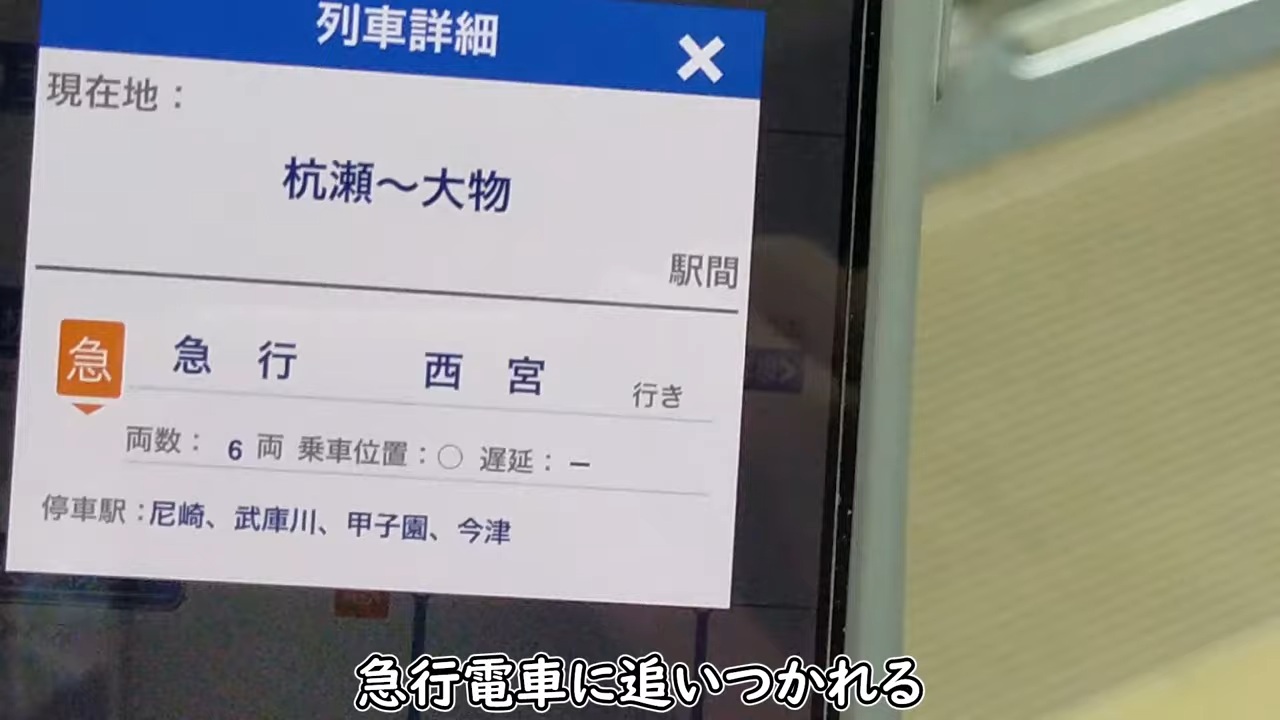 列車詳細
現在地：
杭瀬～大物
駅間
急 急行 西宮 行き
両数： 6 両 乗車位置：○ 遅延：ー
停車駅：尼崎、武庫川、甲子園、今津
急行電車に追いつかれる